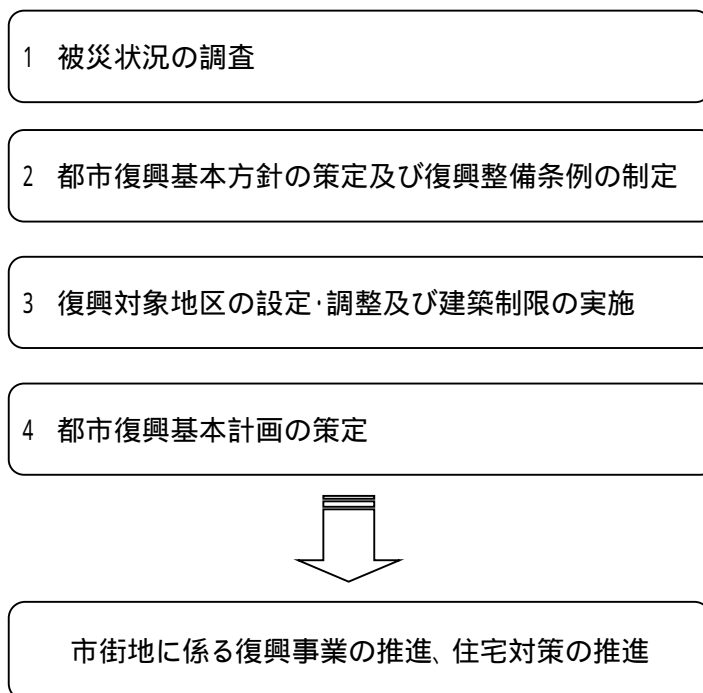 1 被災状況の調査
2 都市復興基本方針の策定及び復興整備条例の制定
3 復興対象地区の設定･調整及び建築制限の実施
4 都市復興基本計画の策定
市街地に係る復興事業の推進、住宅対策の推進